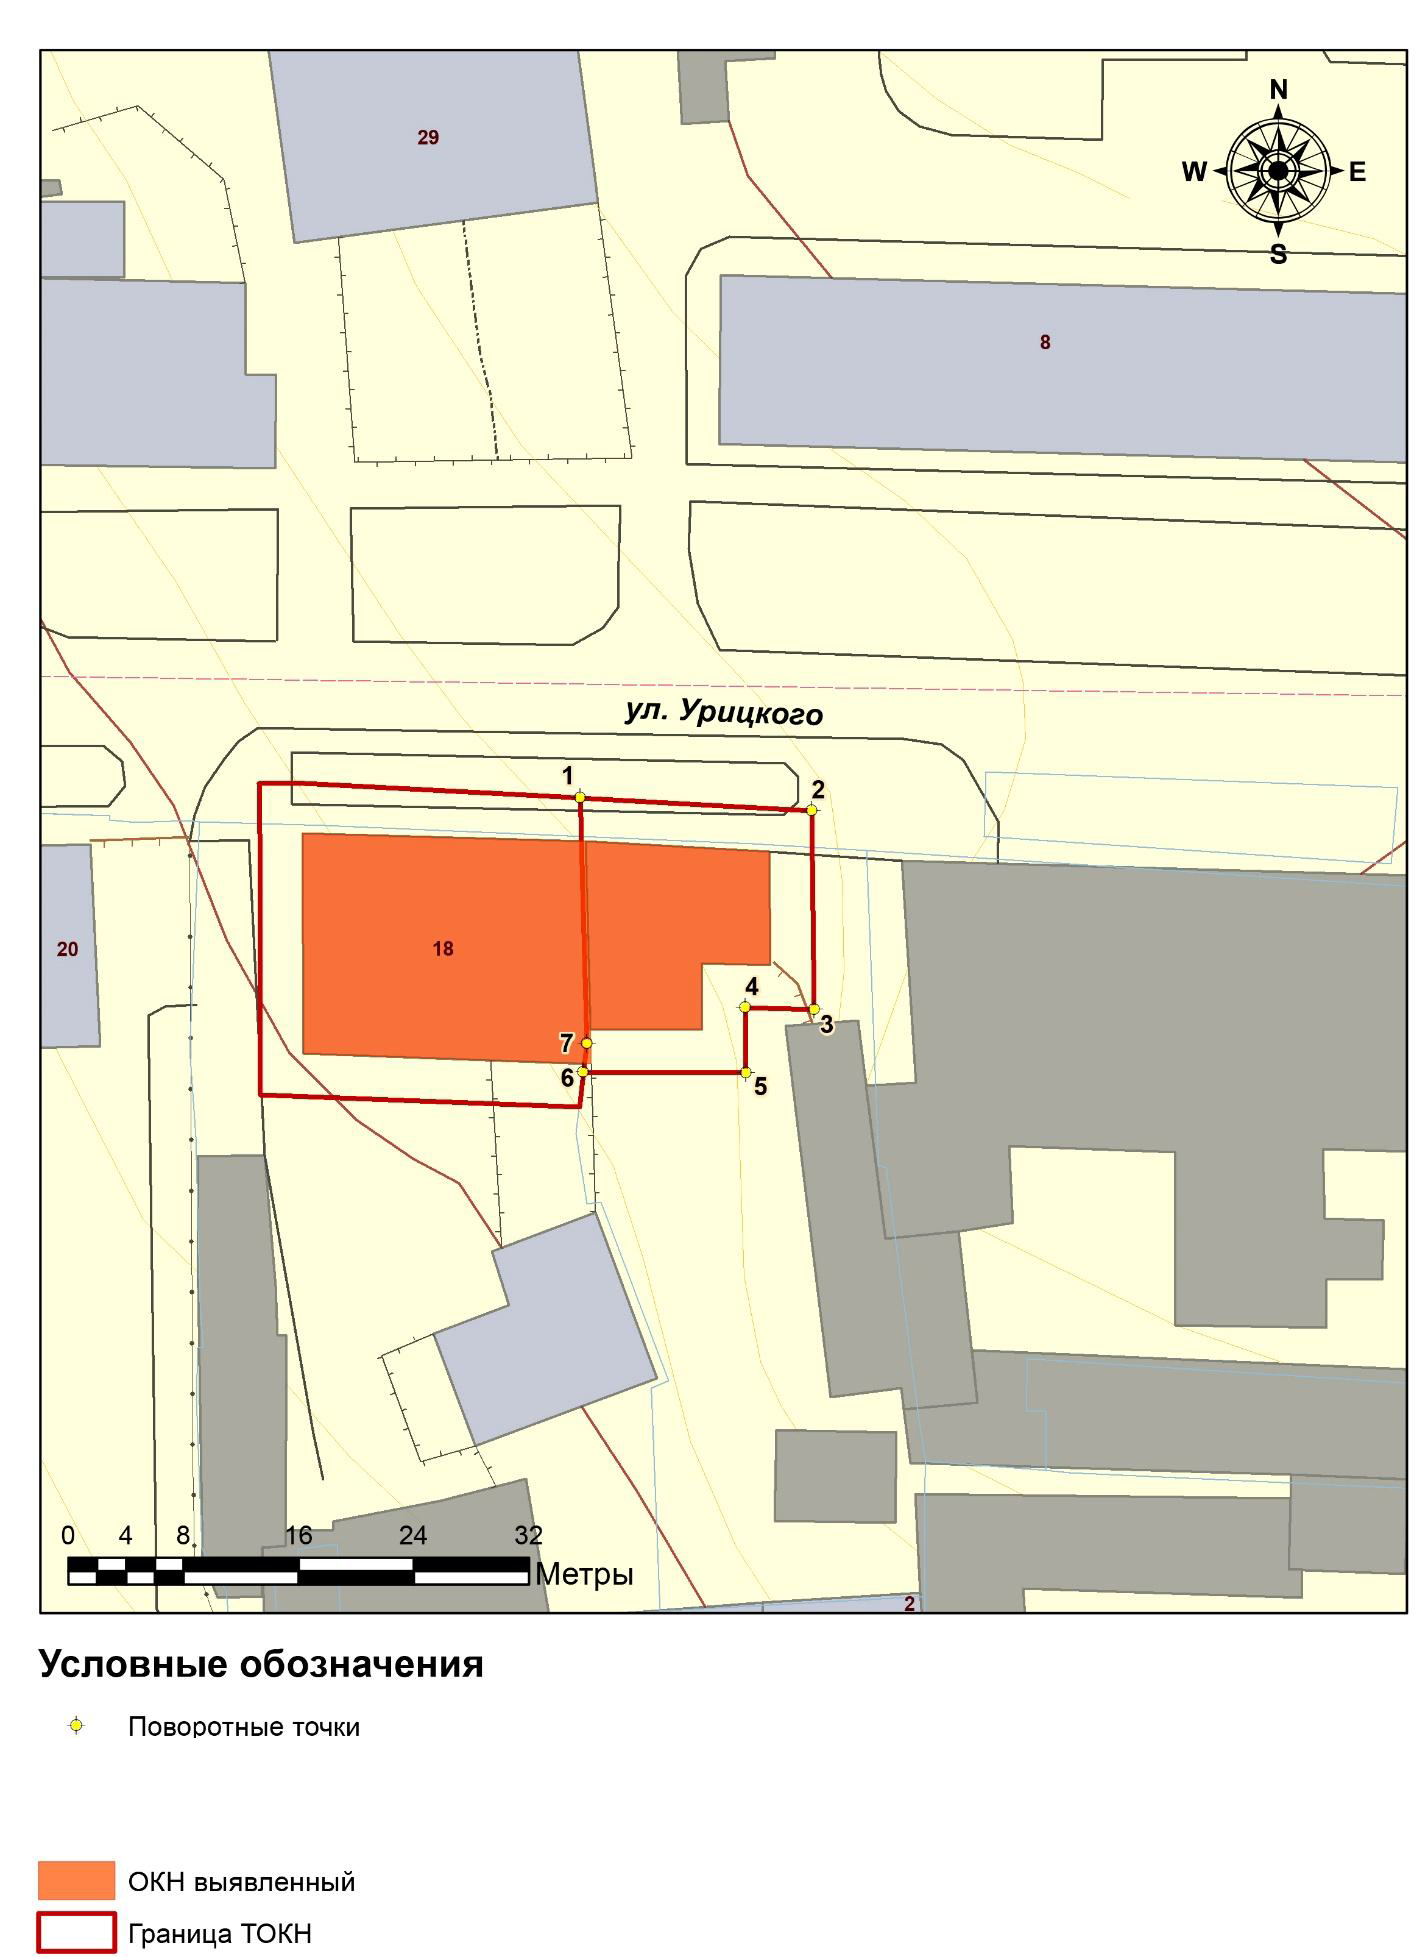 29
N
W E
S
8
ул. Урицкого
1
2
20
18
4
3
7
6
5
0 4 8 16 24 32
Метры
2
Условные обозначения
Поворотные точки
ОКН выявленный
Граница ТОКН